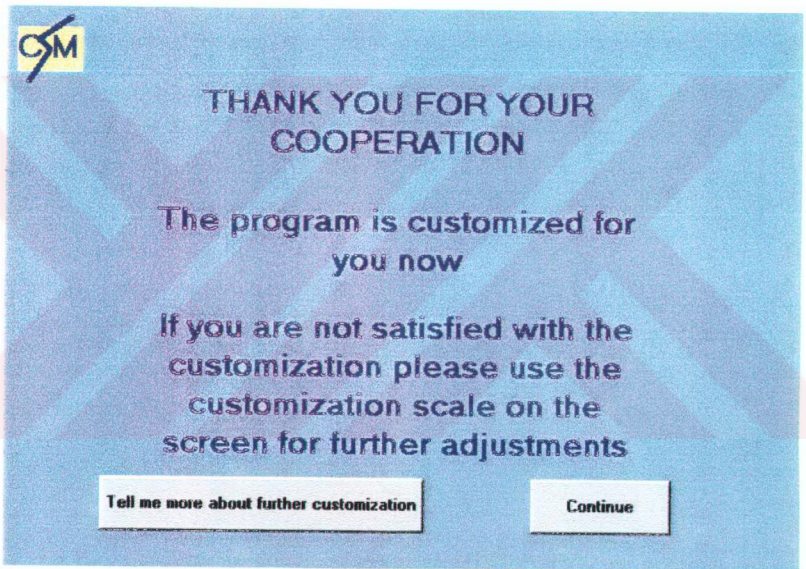 CSM
THANK YOU FOR YOUR
COOPERATION
The program is customized for
you now
If you are not satisfied with the
customization please use the
customization scale on the
screen for further adjustments
Tell me more about further customization
Continue